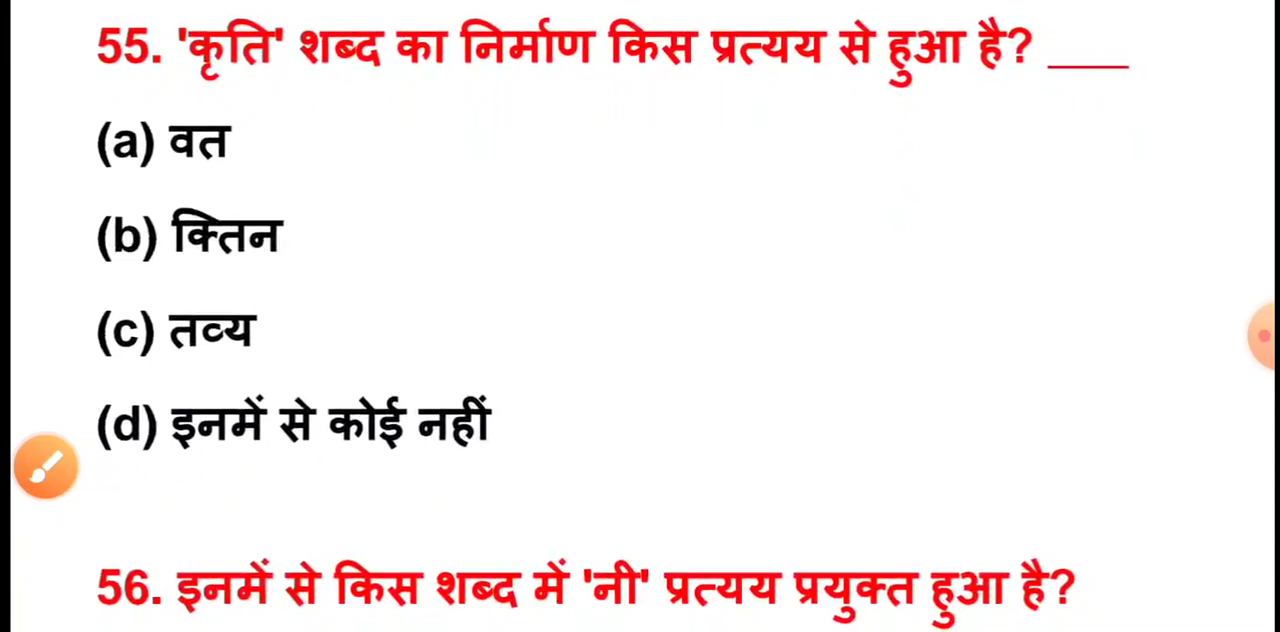 55. 'कृति' शब्द का निर्माण किस प्रत्यय से हुआ है? ____
(a) वत
(b) क्तिन
(c) तव्य
(d) इनमें से कोई नहीं
56. इनमें से किस शब्द में 'नी' प्रत्यय प्रयुक्त हुआ है?